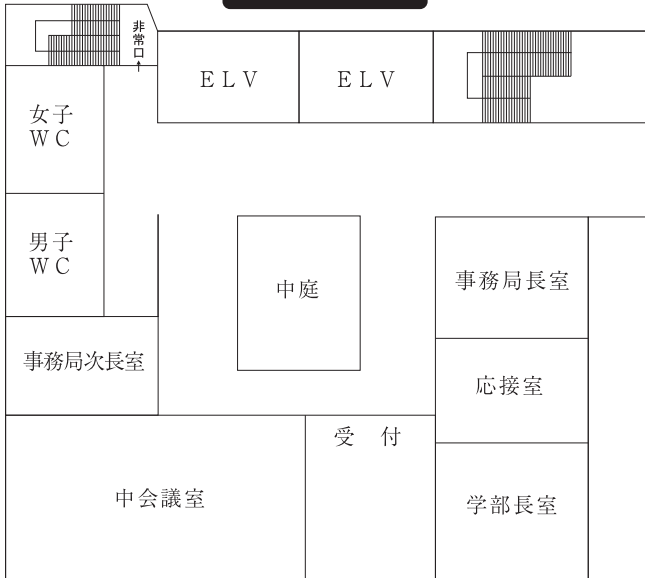 非常口
ELV
ELV
女子
WC
男子
WC
中庭
事務局長室
事務局次長室
応接室
受 付
中会議室
学部長室